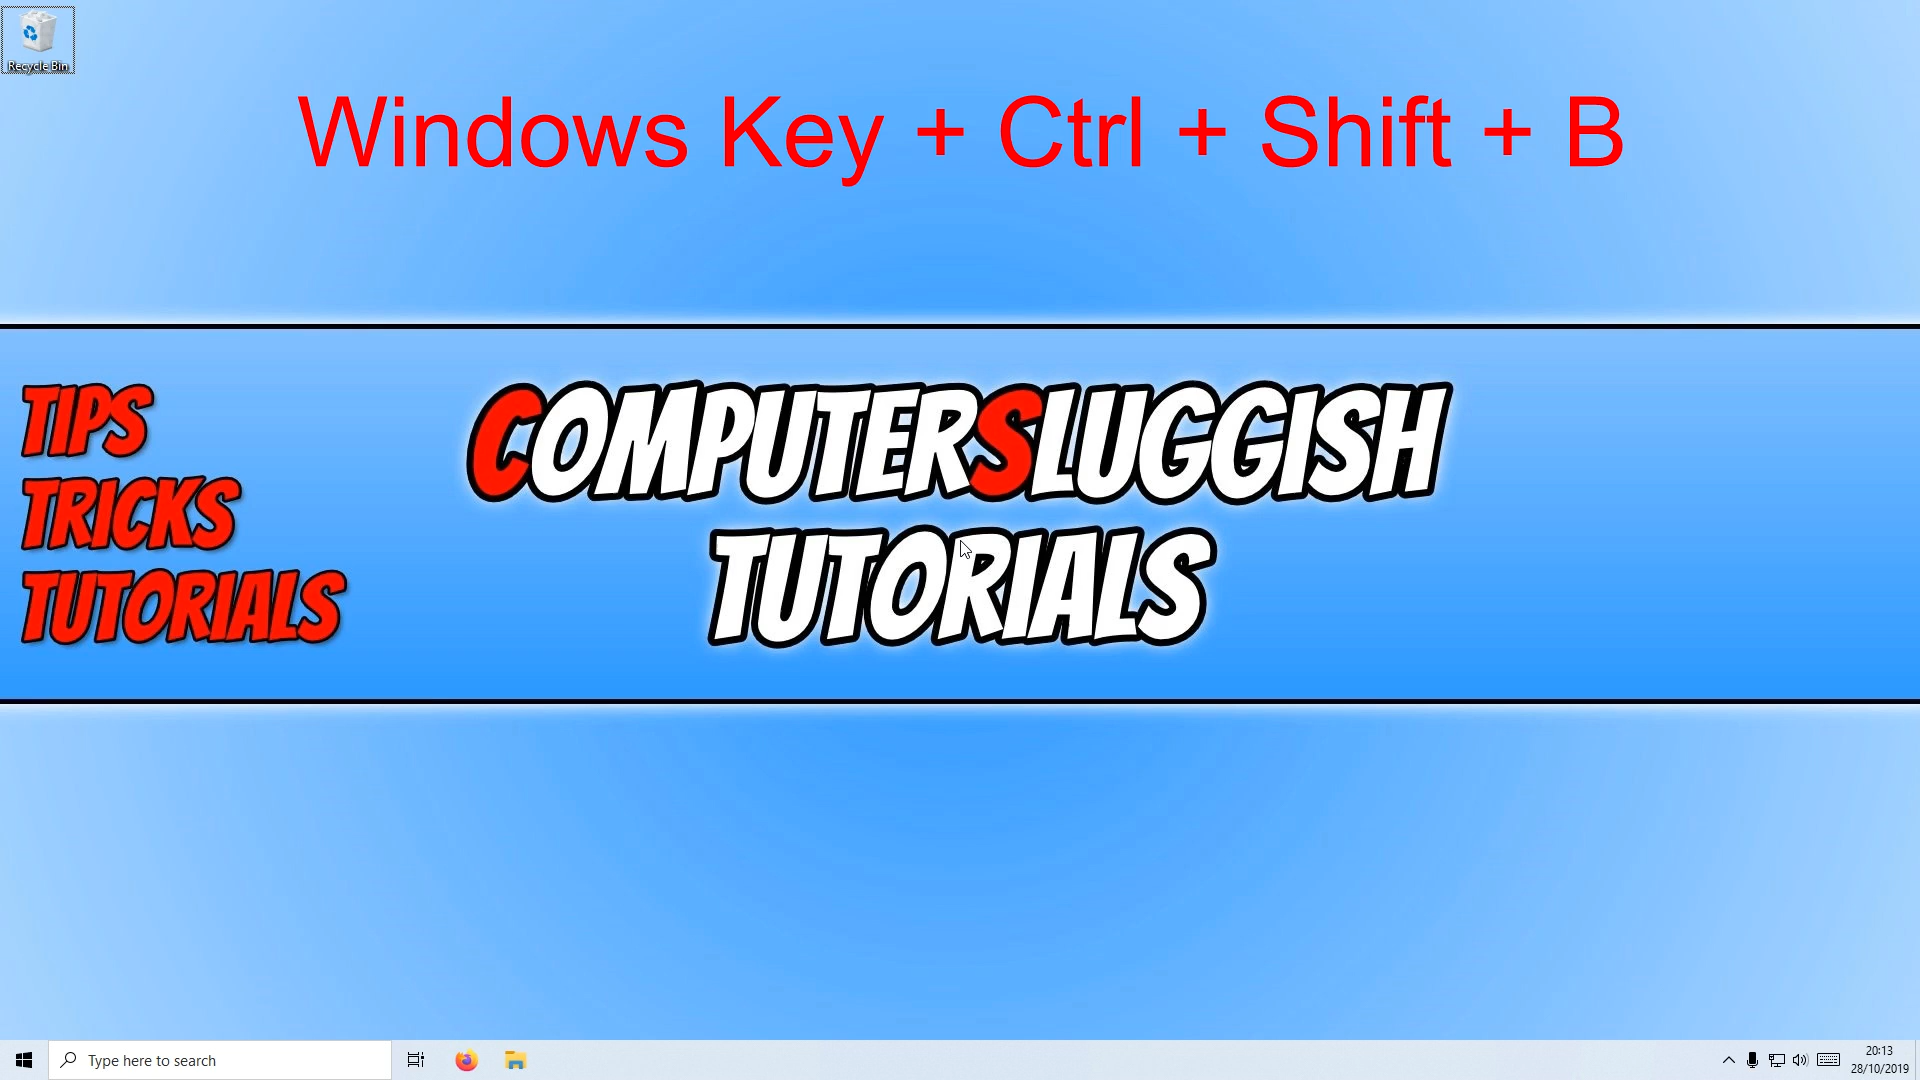 Recycle Bin
Windows Key + Ctrl + Shift + B
TIPS
TRICKS
TUTORIALS
COMPUTERSLUGGISH
TUTORIALS
Type here to search
20:13
28/10/2019